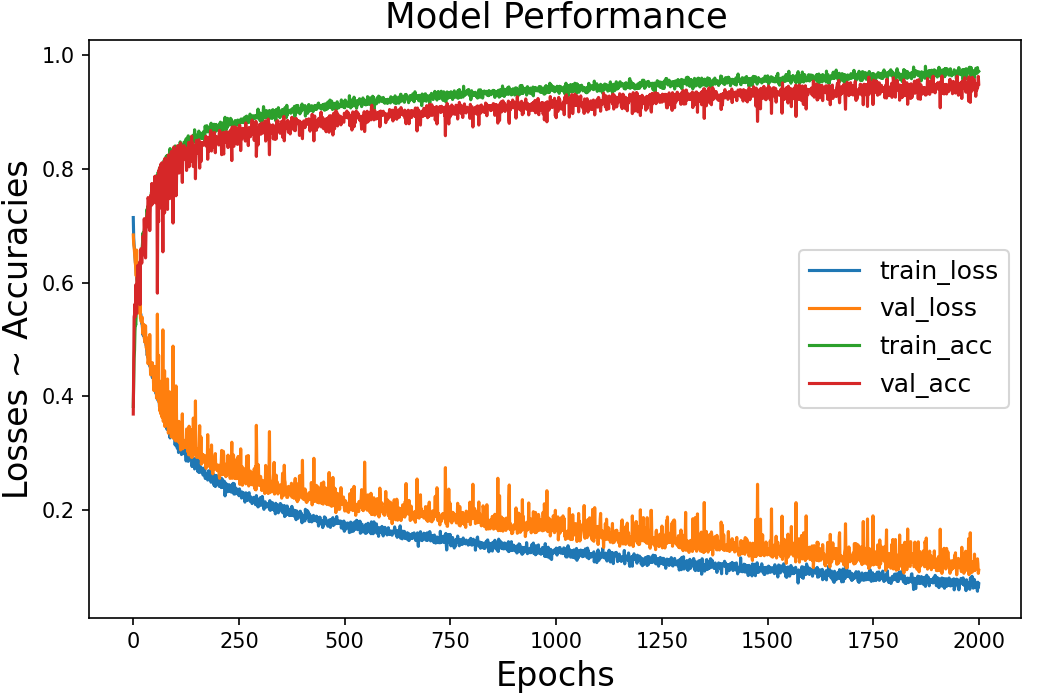 Model Performance
1.0
0.8
0.6
0.4
0.2
Losses ~ Accuracies
train_loss
val_loss
train_acc
val_acc
0 250 500 750 1000 1250 1500 1750 2000
Epochs